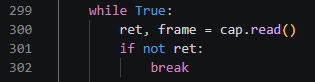 299 while True:
300 ret, frame = cap.read()
301 if not ret:
302 break